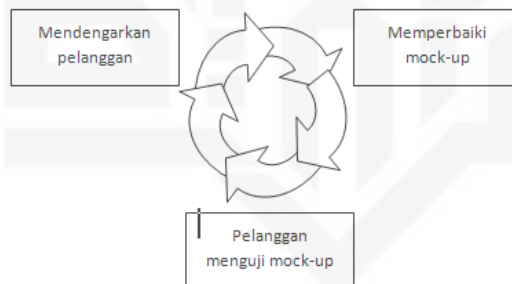 Mendengarkan
pelanggan
Memperbaiki
mock-up
Pelanggan
menguji mock-up